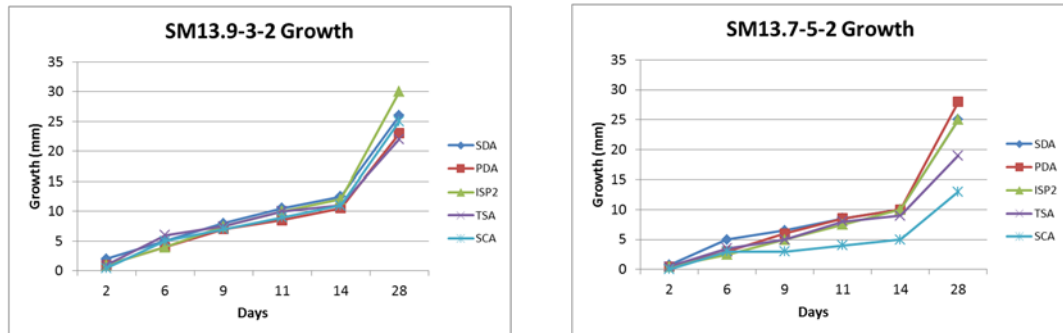 SM13.9-3-2 Growth
Growth (mm)
35
30
25
20
15
10
5
0
2 6 9 11 14 28
Days
SDA
PDA
ISP2
TSA
SCA
SM13.7-5-2 Growth
Growth (mm)
35
30
25
20
15
10
5
0
2 6 9 11 14 28
Days
SDA
PDA
ISP2
TSA
SCA